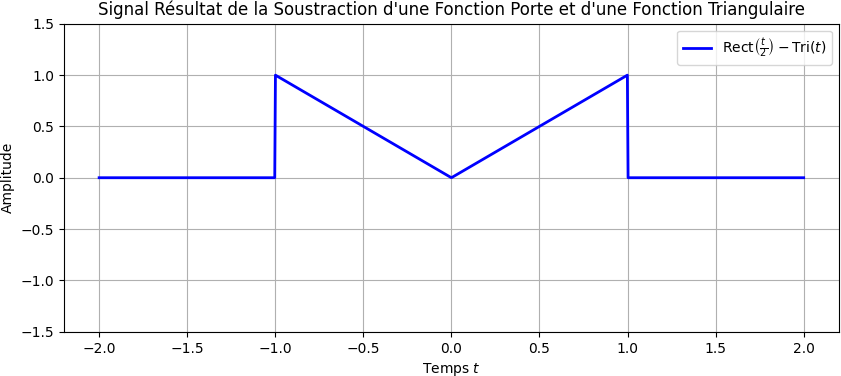 Signal Résultat de la Soustraction d'une Fonction Porte et d'une Fonction Triangulaire
Rect(t/2) − Tri(t)
1.5
1.0
0.5
0.0
−0.5
−1.0
−1.5
Amplitude
−2.0 −1.5 −1.0 −0.5 0.0 0.5 1.0 1.5 2.0
Temps t